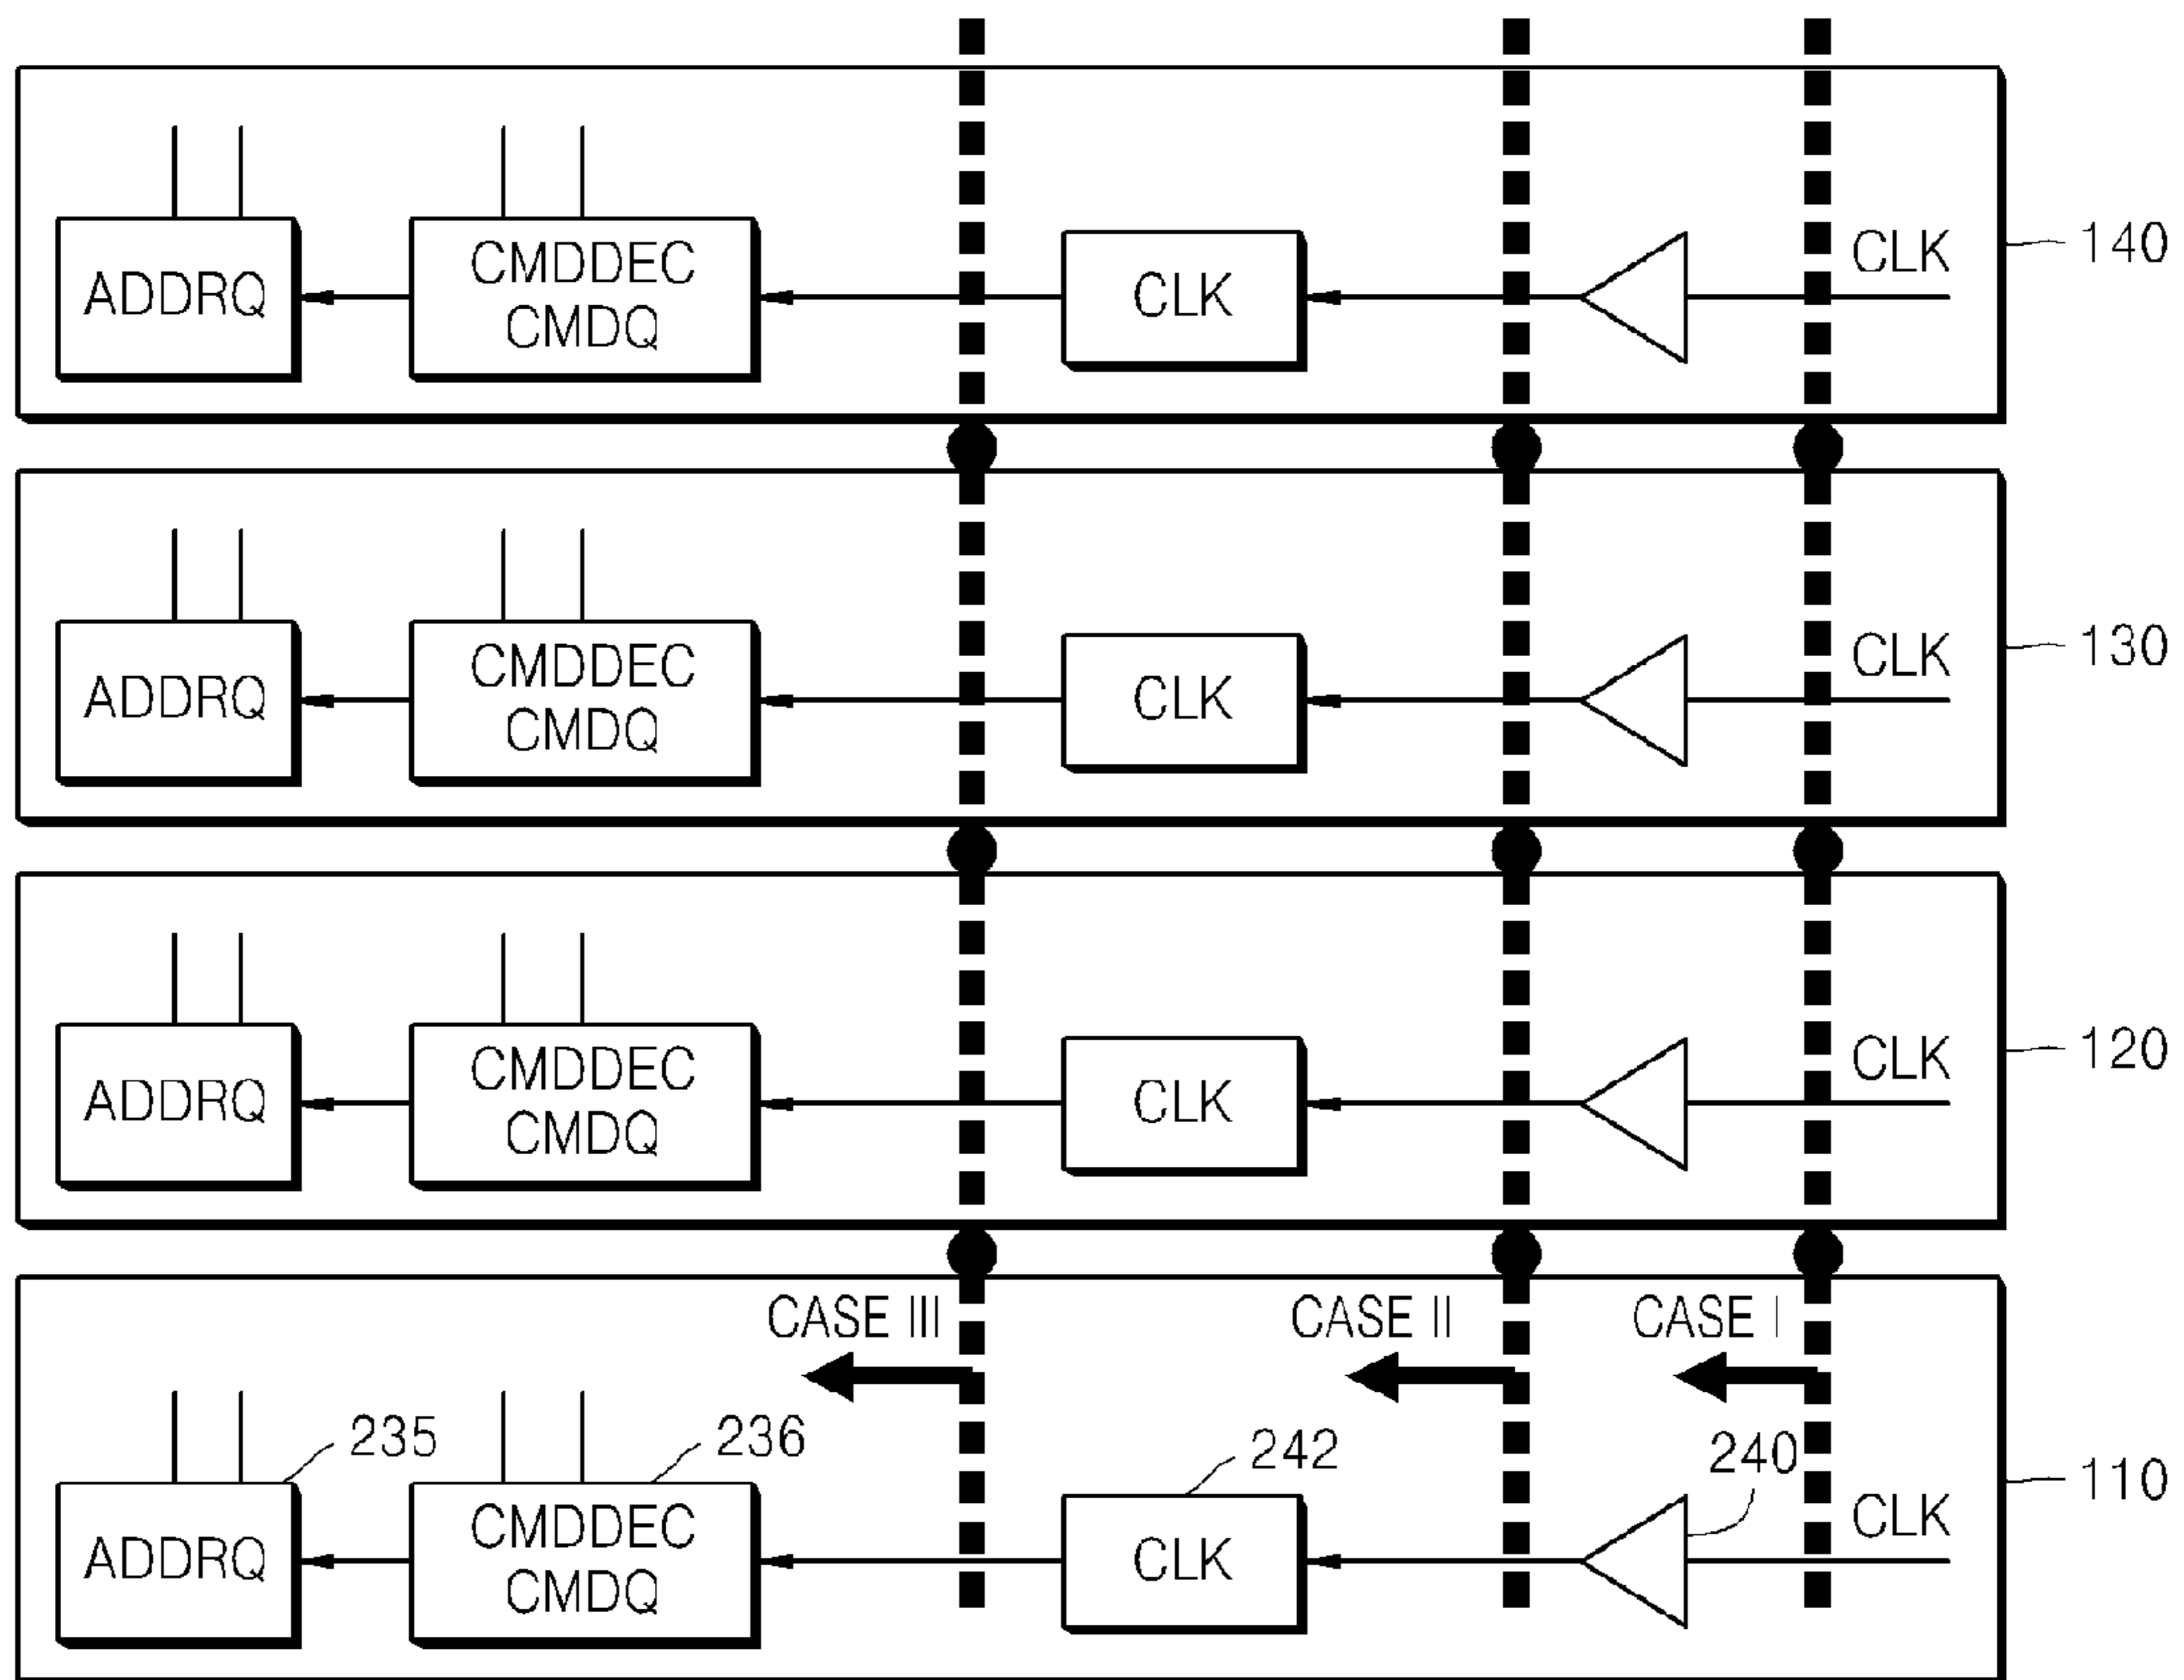 CLK
140
ADDRQ
CMDDEC
CMDQ
CLK
CLK
130
ADDRQ
CMDDEC
CMDQ
CLK
CLK
120
ADDRQ
CMDDEC
CMDQ
CLK
CASE III
CASE II
CASE I
235
236
242
240
110
CLK
ADDRQ
CMDDEC
CMDQ
CLK